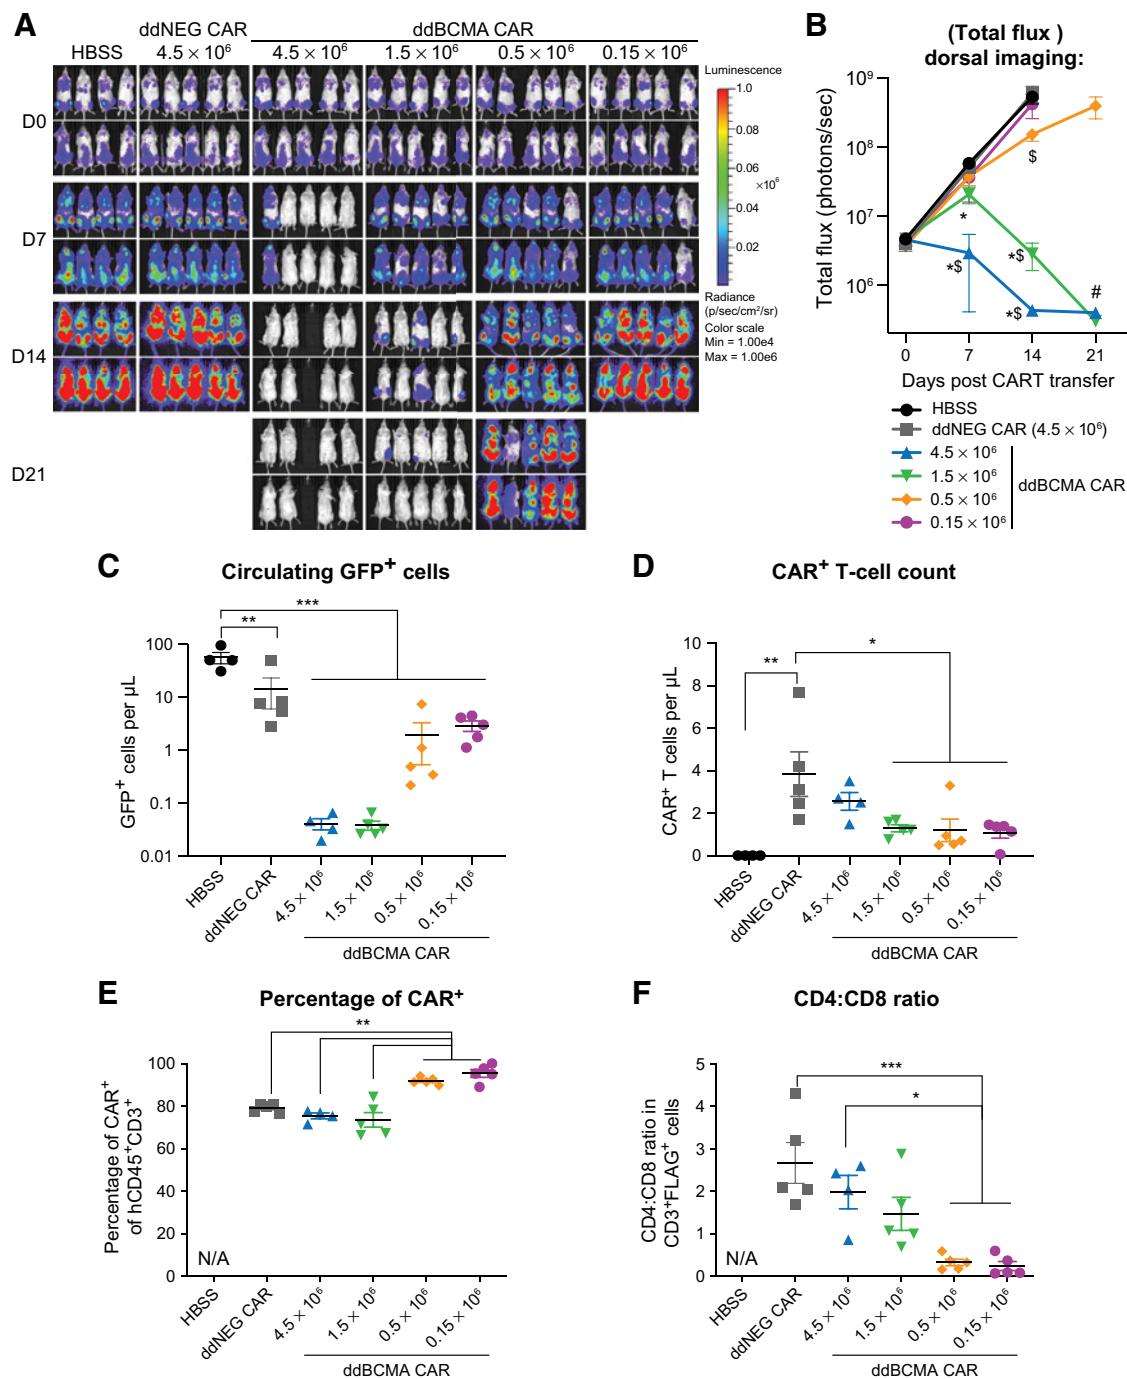 A
ddNEG CAR
ddBCMA CAR
HBSS
4.5 × 10⁶
4.5 × 10⁶
1.5 × 10⁶
0.5 × 10⁶
0.15 × 10⁶
D0
D7
D14
D21
Luminescence
1.0
0.08
0.06
×10⁶
0.04
0.02
Radiance
(p/sec/cm²/sr)
Color scale
Min = 1.00e4
Max = 1.00e6
B
(Total flux )
dorsal imaging:
Total flux (photons/sec)
10⁹
10⁸
10⁷
10⁶
$
*
*$
*$
*$
#
0
7
14
21
Days post CART transfer
HBSS
ddNEG CAR (4.5 × 10⁶)
4.5 × 10⁶
1.5 × 10⁶
0.5 × 10⁶
0.15 × 10⁶
ddBCMA CAR
C
Circulating GFP⁺ cells
***
**
GFP⁺ cells per µL
100
10
1
0.1
0.01
HBSS
ddNEG CAR
4.5 × 10⁶
1.5 × 10⁶
0.5 × 10⁶
0.15 × 10⁶
ddBCMA CAR
D
CAR⁺ T-cell count
*
**
CAR⁺ T cells per µL
10
8
6
4
2
0
HBSS
ddNEG CAR
4.5 × 10⁶
1.5 × 10⁶
0.5 × 10⁶
0.15 × 10⁶
ddBCMA CAR
E
Percentage of CAR⁺
**
Percentage of CAR⁺
of hCD45⁺CD3⁺
100
80
60
40
20
0
N/A
HBSS
ddNEG CAR
4.5 × 10⁶
1.5 × 10⁶
0.5 × 10⁶
0.15 × 10⁶
ddBCMA CAR
F
CD4:CD8 ratio
***
*
CD4:CD8 ratio in
CD3⁺FLAG⁺ cells
5
4
3
2
1
0
N/A
HBSS
ddNEG CAR
4.5 × 10⁶
1.5 × 10⁶
0.5 × 10⁶
0.15 × 10⁶
ddBCMA CAR